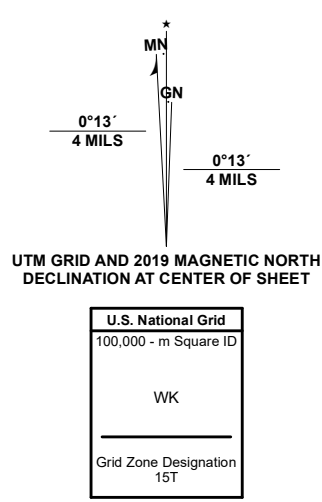 ★
MN
GN
0°13´
4 MILS
0°13´
4 MILS
UTM GRID AND 2019 MAGNETIC NORTH
DECLINATION AT CENTER OF SHEET
U.S. National Grid
100,000 - m Square ID
WK
Grid Zone Designation
15T